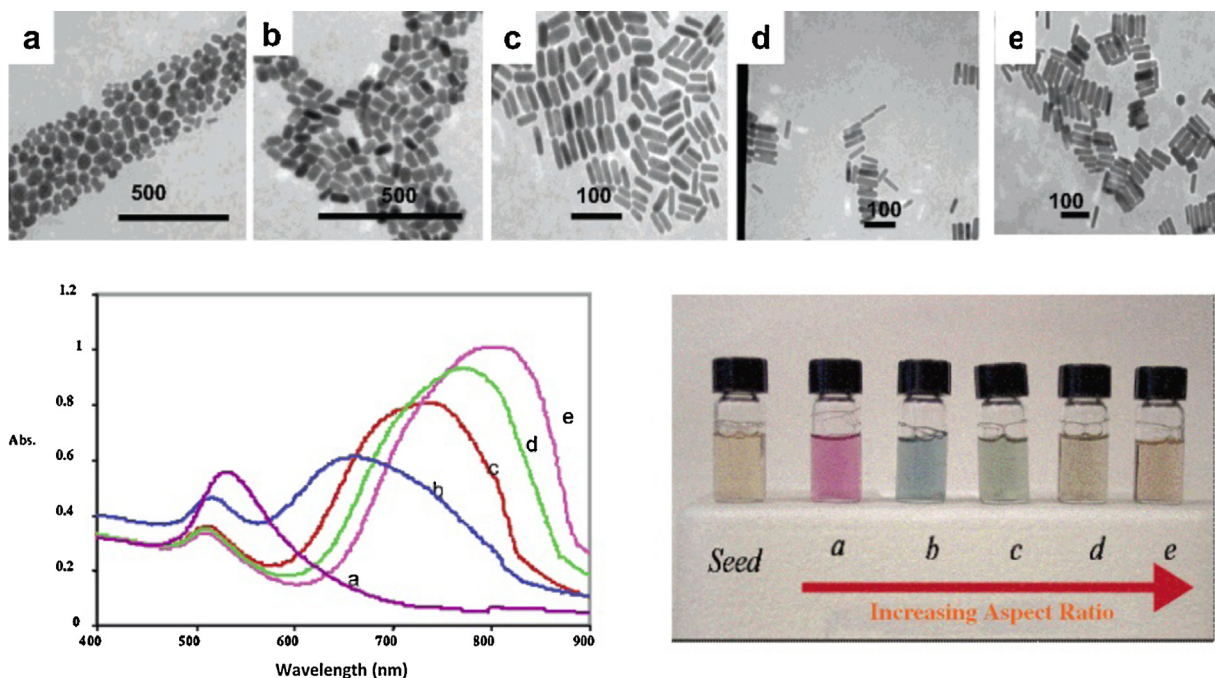 a
b
c
d
e
500
500
100
100
100
1.2
1
0.8
Abs.
0.6
0.4
0.2
0
e
d
c
b
a
400
500
600
700
800
900
Wavelength (nm)
Seed
a
b
c
d
e
Increasing Aspect Ratio